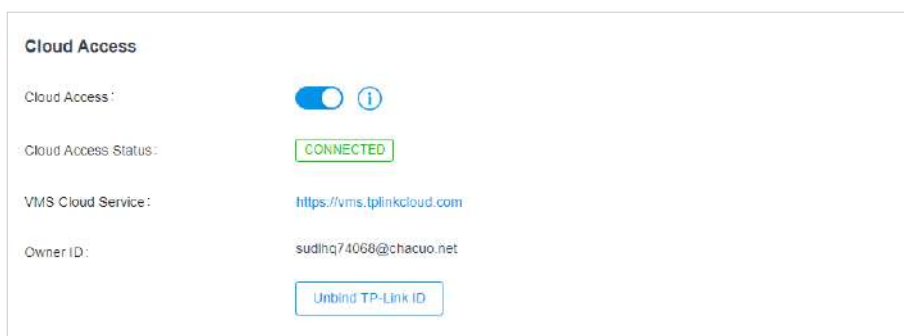 Cloud Access
Cloud Access:
Cloud Access Status: CONNECTED
VMS Cloud Service: https://vms.tplinkcloud.com
Owner ID: sudihq74068@chacuo.net
Unbind TP-Link ID